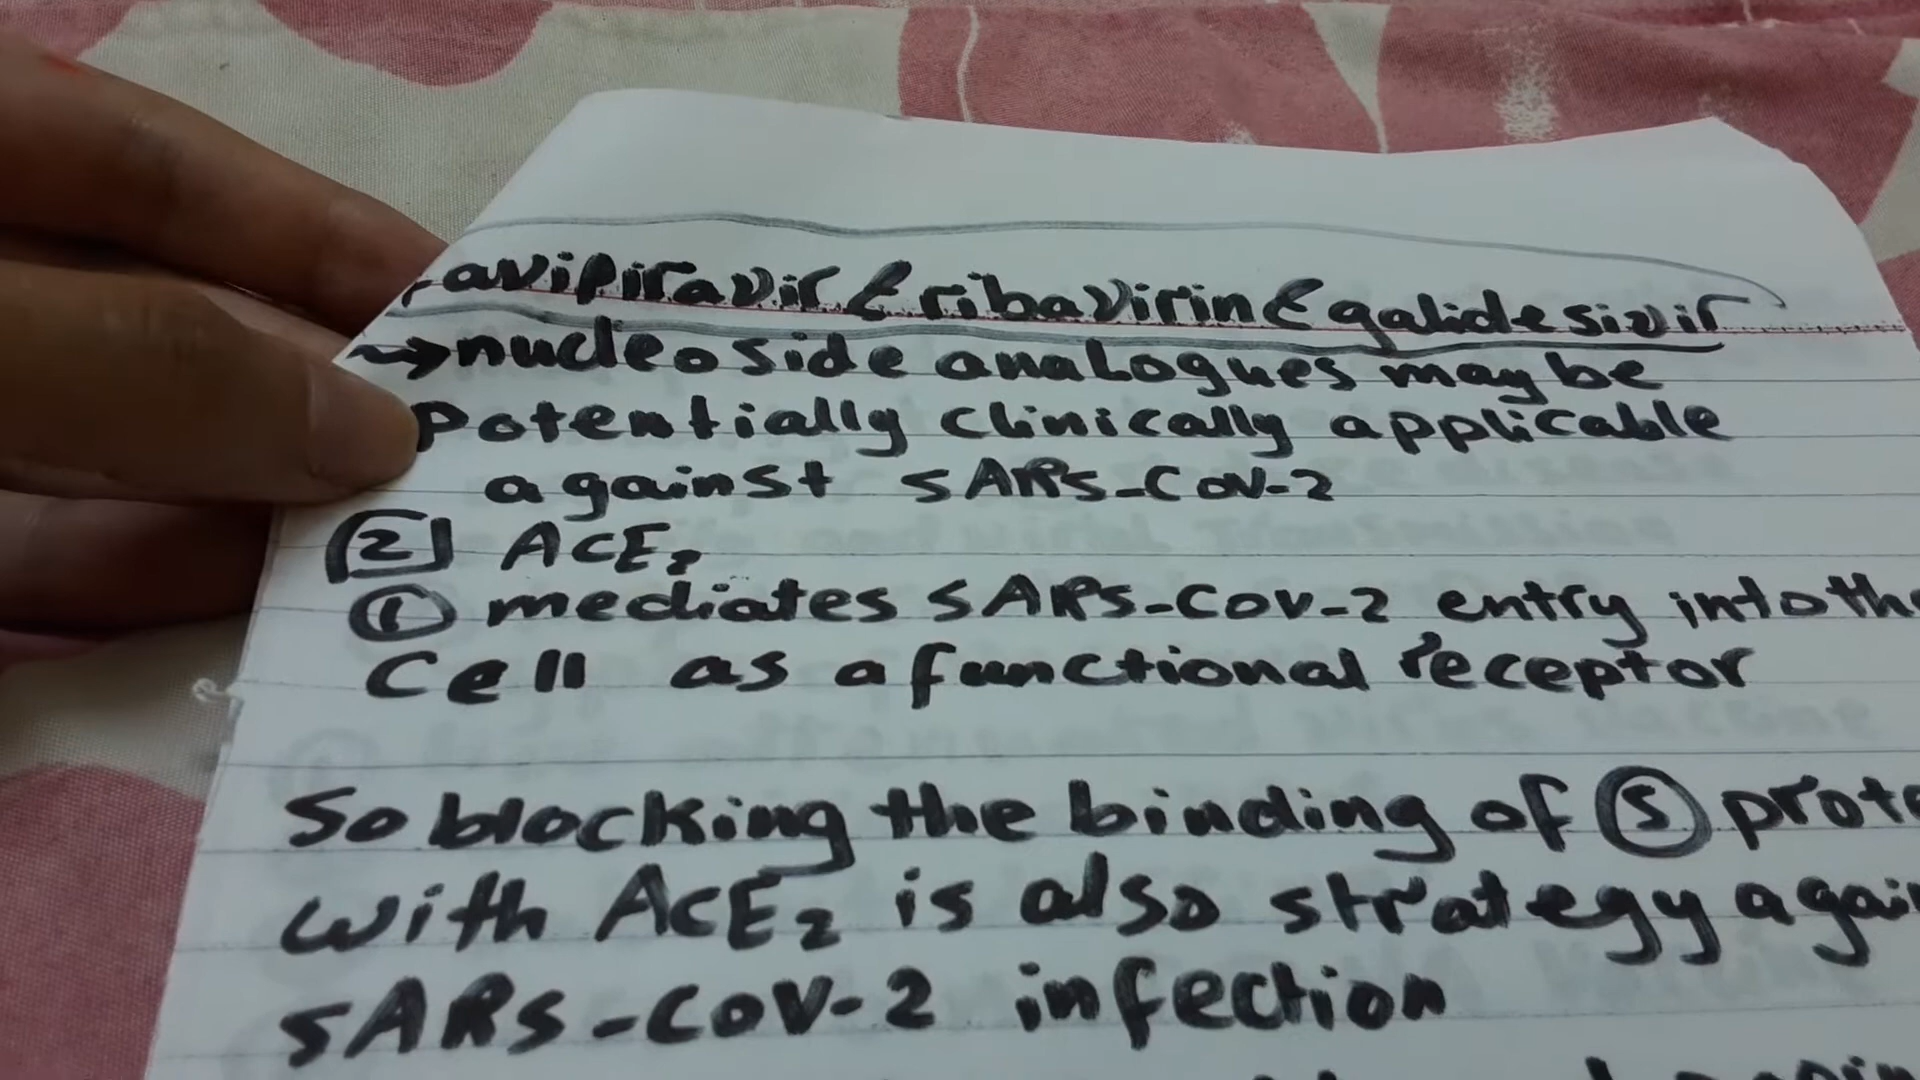 avipiravir & ribavirin & galidesivir
→ nucleoside analogues may be
potentially clinically applicable
against SARS-CoV-2
2 ACE2
① mediates SARS-CoV-2 entry into the
Cell as a functional receptor
So blocking the binding of Ⓢ prote
with ACE2 is also strategy agai
SARS-CoV-2 infection